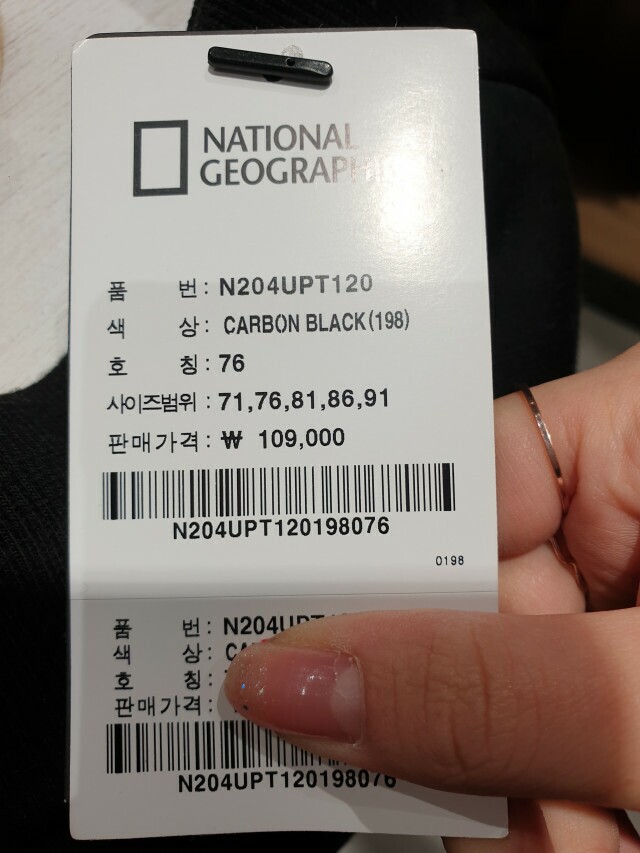 NATIONAL
품 번 : N204UPT120
색 상 : CARBON BLACK(198)
호 칭 : 76
사이즈범위 : 71,76,81,86,91
판매가격 : ₩ 109,000
N204UPT120198076
0198
품 번 :
색 상 :
호 칭 :
판매가격 :
N204UPT120198076